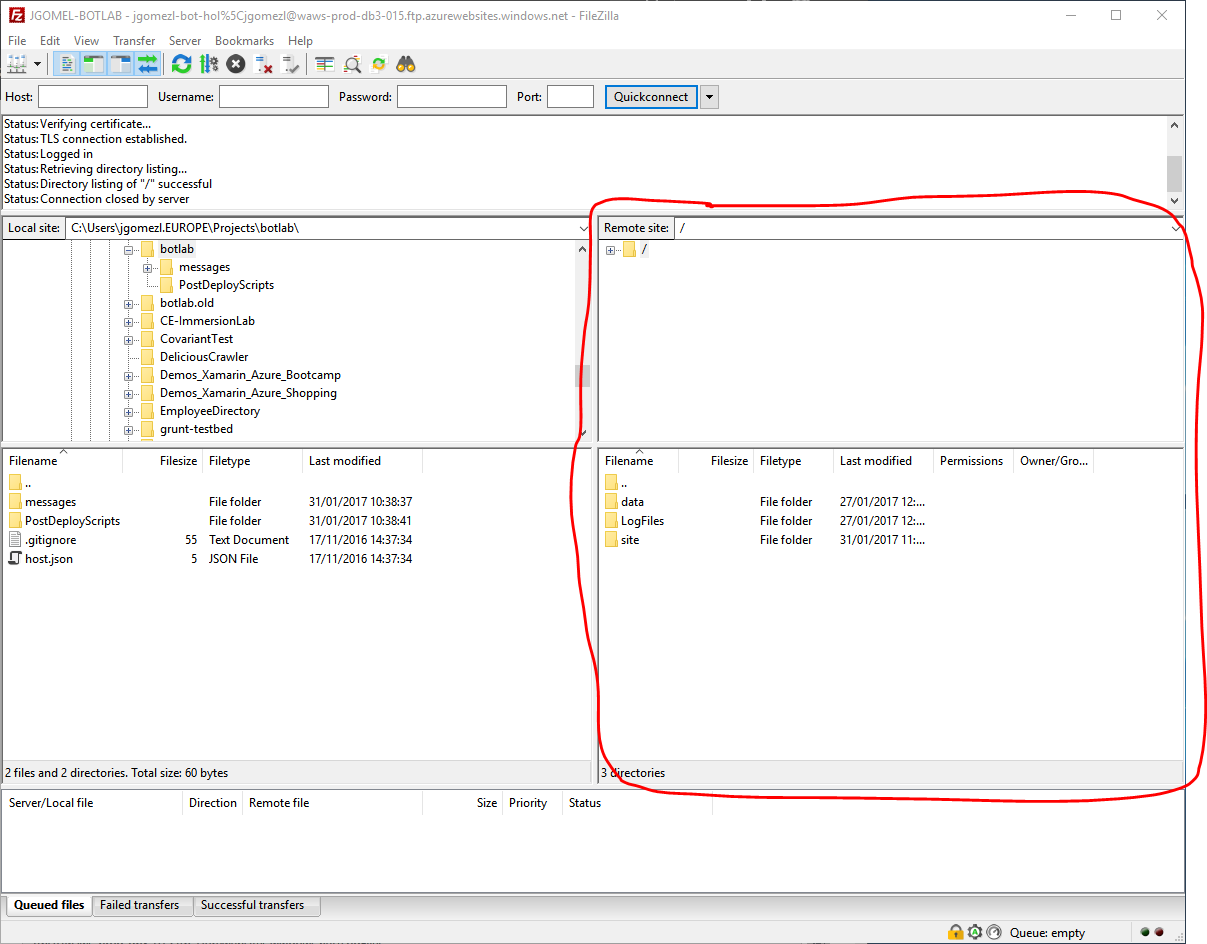 JGOMEL-BOTLAB - jgomezl-bot-hol%5Cjgomezl@waws-prod-db3-015.ftp.azurewebsites.windows.net - FileZilla
File Edit View Transfer Server Bookmarks Help
Host: Username: Password: Port: Quickconnect
Status: Verifying certificate...
Status: TLS connection established.
Status: Logged in
Status: Retrieving directory listing...
Status: Directory listing of "/" successful
Status: Connection closed by server
Local site: C:\Users\jgomezl.EUROPE\Projects\botlab\
botlab
messages
PostDeployScripts
botlab.old
CE-ImmersionLab
CovariantTest
DeliciousCrawler
Demos_Xamarin_Azure_Bootcamp
Demos_Xamarin_Azure_Shopping
EmployeeDirectory
grunt-testbed
Filename Filesize Filetype Last modified
..
messages File folder 31/01/2017 10:38:37
PostDeployScripts File folder 31/01/2017 10:38:41
.gitignore 55 Text Document 17/11/2016 14:37:34
host.json 5 JSON File 17/11/2016 14:37:34
2 files and 2 directories. Total size: 60 bytes
Remote site: /
/
Filename Filesize Filetype Last modified Permissions Owner/Gro...
..
data File folder 27/01/2017 12:...
LogFiles File folder 27/01/2017 12:...
site File folder 31/01/2017 11:...
3 directories
Server/Local file Direction Remote file Size Priority Status
Queued files Failed transfers Successful transfers
Queue: empty